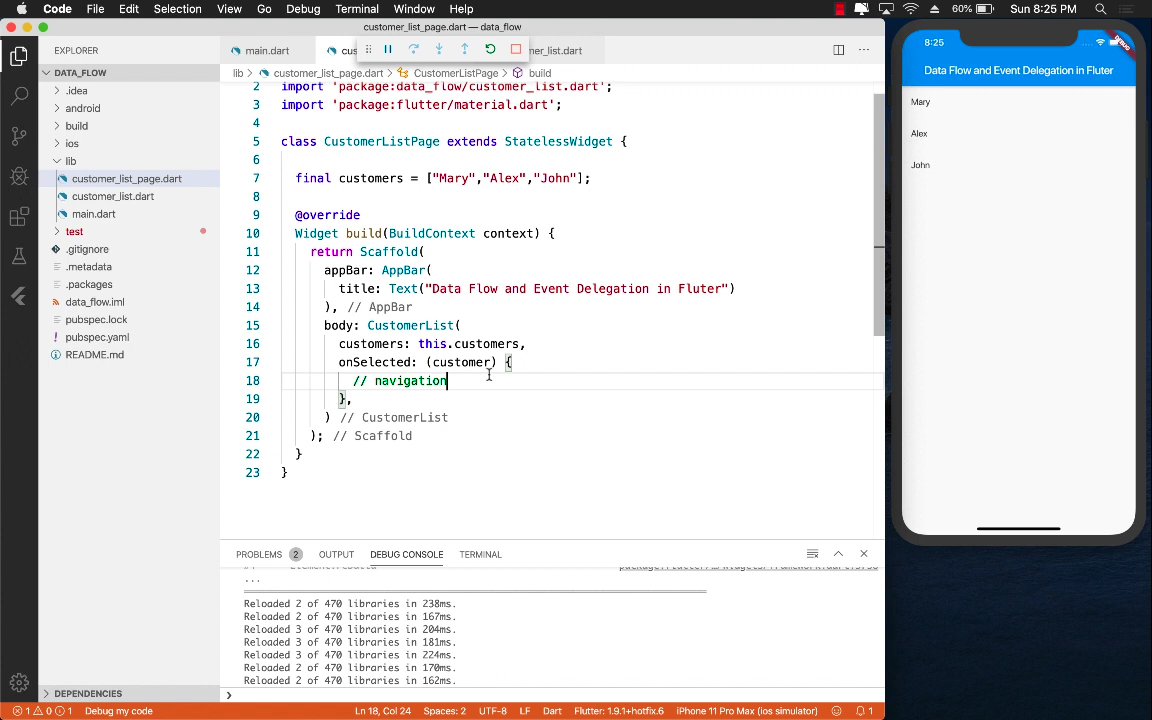 Code File Edit Selection View Go Debug Terminal Window Help 60% Sun 8:25 PM
customer_list_page.dart — data_flow
EXPLORER
DATA_FLOW
.idea
android
build
ios
lib
customer_list_page.dart
customer_list.dart
main.dart
test
.gitignore
.metadata
.packages
data_flow.iml
pubspec.lock
pubspec.yaml
README.md
DEPENDENCIES
main.dart
lib customer_list_page.dart CustomerListPage build
2 import 'package:data_flow/customer_list.dart';
3 import 'package:flutter/material.dart';
4
5 class CustomerListPage extends StatelessWidget {
6
7 final customers = ["Mary","Alex","John"];
8
9 @override
10 Widget build(BuildContext context) {
11 return Scaffold(
12 appBar: AppBar(
13 title: Text("Data Flow and Event Delegation in Fluter")
14 ), // AppBar
15 body: CustomerList(
16 customers: this.customers,
17 onSelected: (customer) {
18 // navigation
19 },
20 ) // CustomerList
21 ); // Scaffold
22 }
23 }
PROBLEMS 2 OUTPUT DEBUG CONSOLE TERMINAL
...
Reloaded 2 of 470 libraries in 238ms.
Reloaded 2 of 470 libraries in 167ms.
Reloaded 3 of 470 libraries in 204ms.
Reloaded 3 of 470 libraries in 181ms.
Reloaded 3 of 470 libraries in 224ms.
Reloaded 2 of 470 libraries in 170ms.
Reloaded 2 of 470 libraries in 162ms.
1 0 1 Debug my code Ln 18, Col 24 Spaces: 2 UTF-8 LF Dart Flutter: 1.9.1+hotfix.6 iPhone 11 Pro Max (ios simulator) 1
8:25
DEBUG
Data Flow and Event Delegation in Fluter
Mary
Alex
John